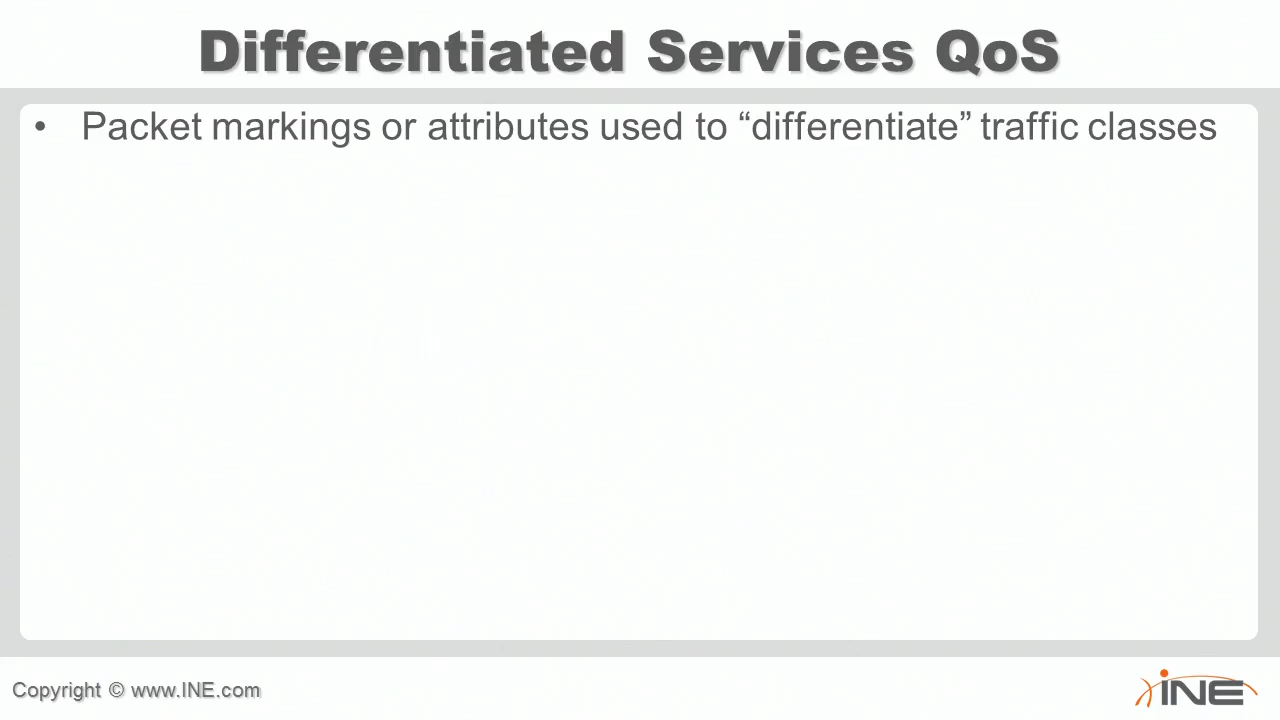 Differentiated Services QoS
• Packet markings or attributes used to “differentiate” traffic classes
Copyright © www.INE.com
INE